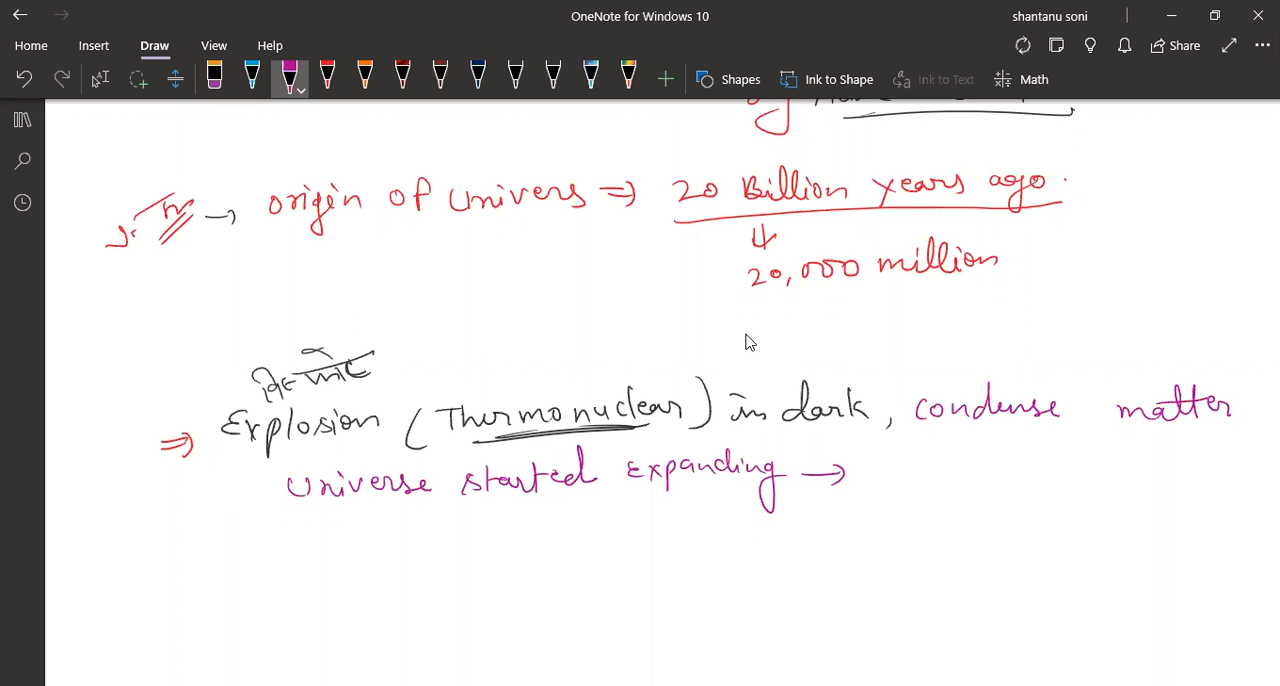 OneNote for Windows 10
shantanu soni
Home Insert Draw View Help
Share
Shapes Ink to Shape Ink to Text Math
→ origin of Univers ⇒ 20 Billion years ago.
↓
20,000 million
⇒ Explosion (Thermonuclear) in dark, condense matter
Universe started expanding →